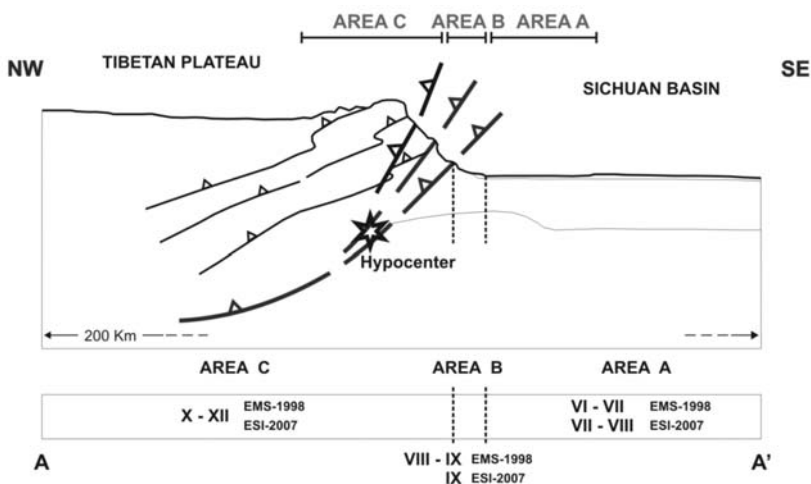 AREA C AREA B AREA A
NW TIBETAN PLATEAU SICHUAN BASIN SE
Hypocenter
200 Km
AREA C AREA B AREA A
X - XII EMS-1998 ESI-2007
VI - VII EMS-1998
VII - VIII ESI-2007
A VIII - IX EMS-1998 A'
IX ESI-2007